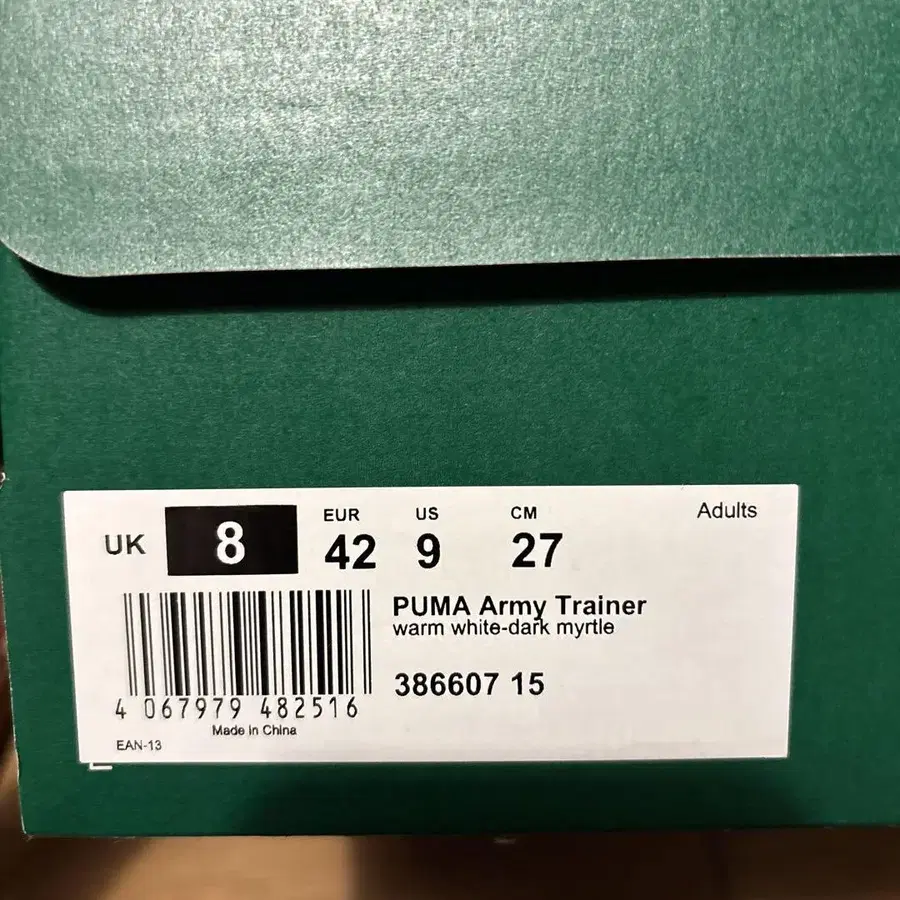 UK 8 EUR 42 US 9 CM 27 Adults
PUMA Army Trainer
warm white-dark myrtle
386607 15
4 067979 482516
Made in China
EAN-13